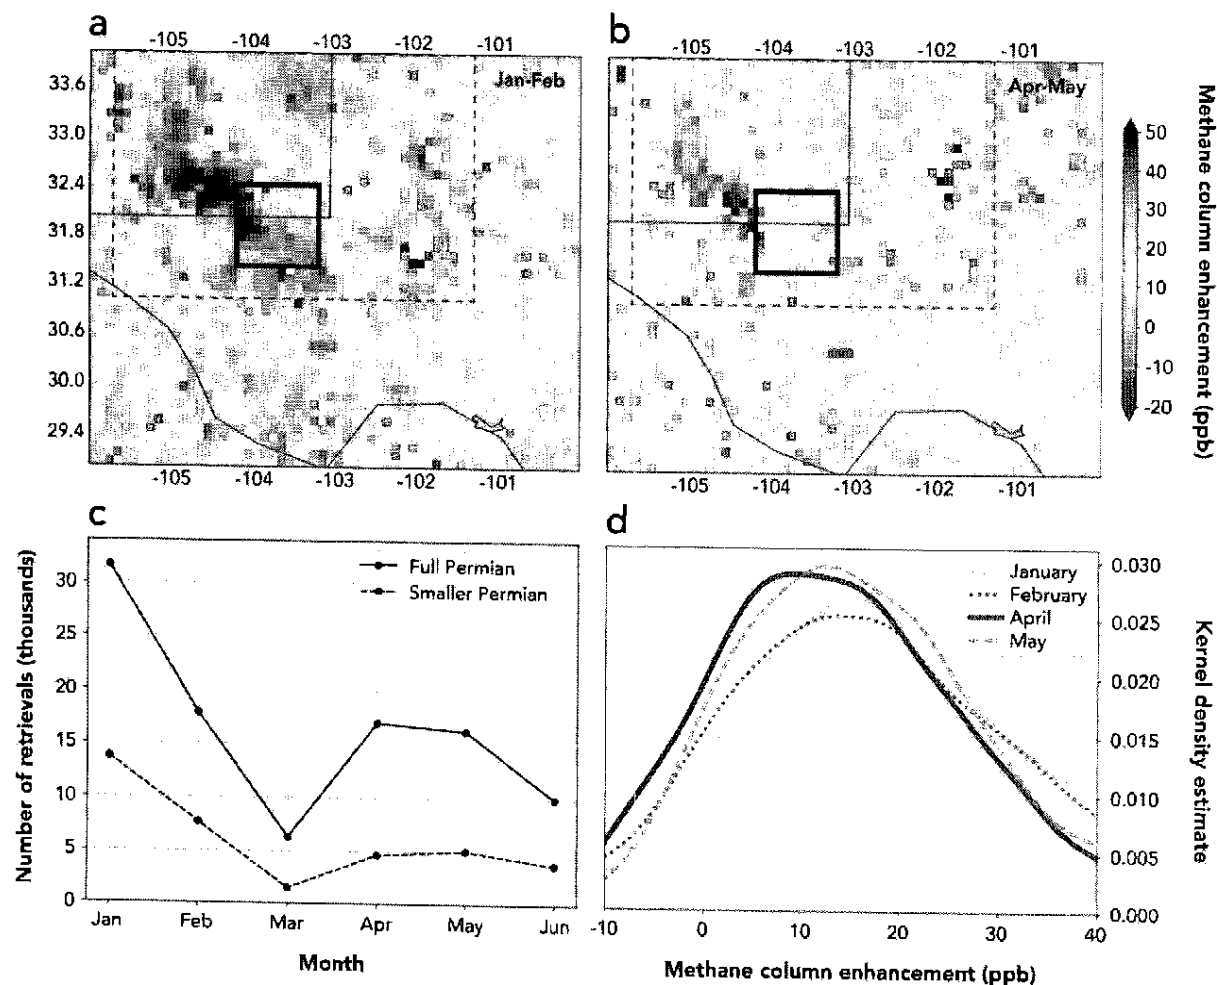 a
b
-105 -104 -103 -102 -101
-105 -104 -103 -102 -101
Jan-Feb
Apr-May
33.6
33.0
32.4
31.8
31.2
30.6
30.0
29.4
-105 -104 -103 -102 -101
-105 -104 -103 -102 -101
50
40
30
20
10
0
-10
-20
Methane column enhancement (ppb)
c
Number of retrievals (thousands)
30
25
20
15
10
5
0
Full Permian
Smaller Permian
Jan Feb Mar Apr May Jun
Month
d
January
February
April
May
0.030
0.025
0.020
0.015
0.010
0.005
0.000
Kernel density estimate
-10 0 10 20 30 40
Methane column enhancement (ppb)